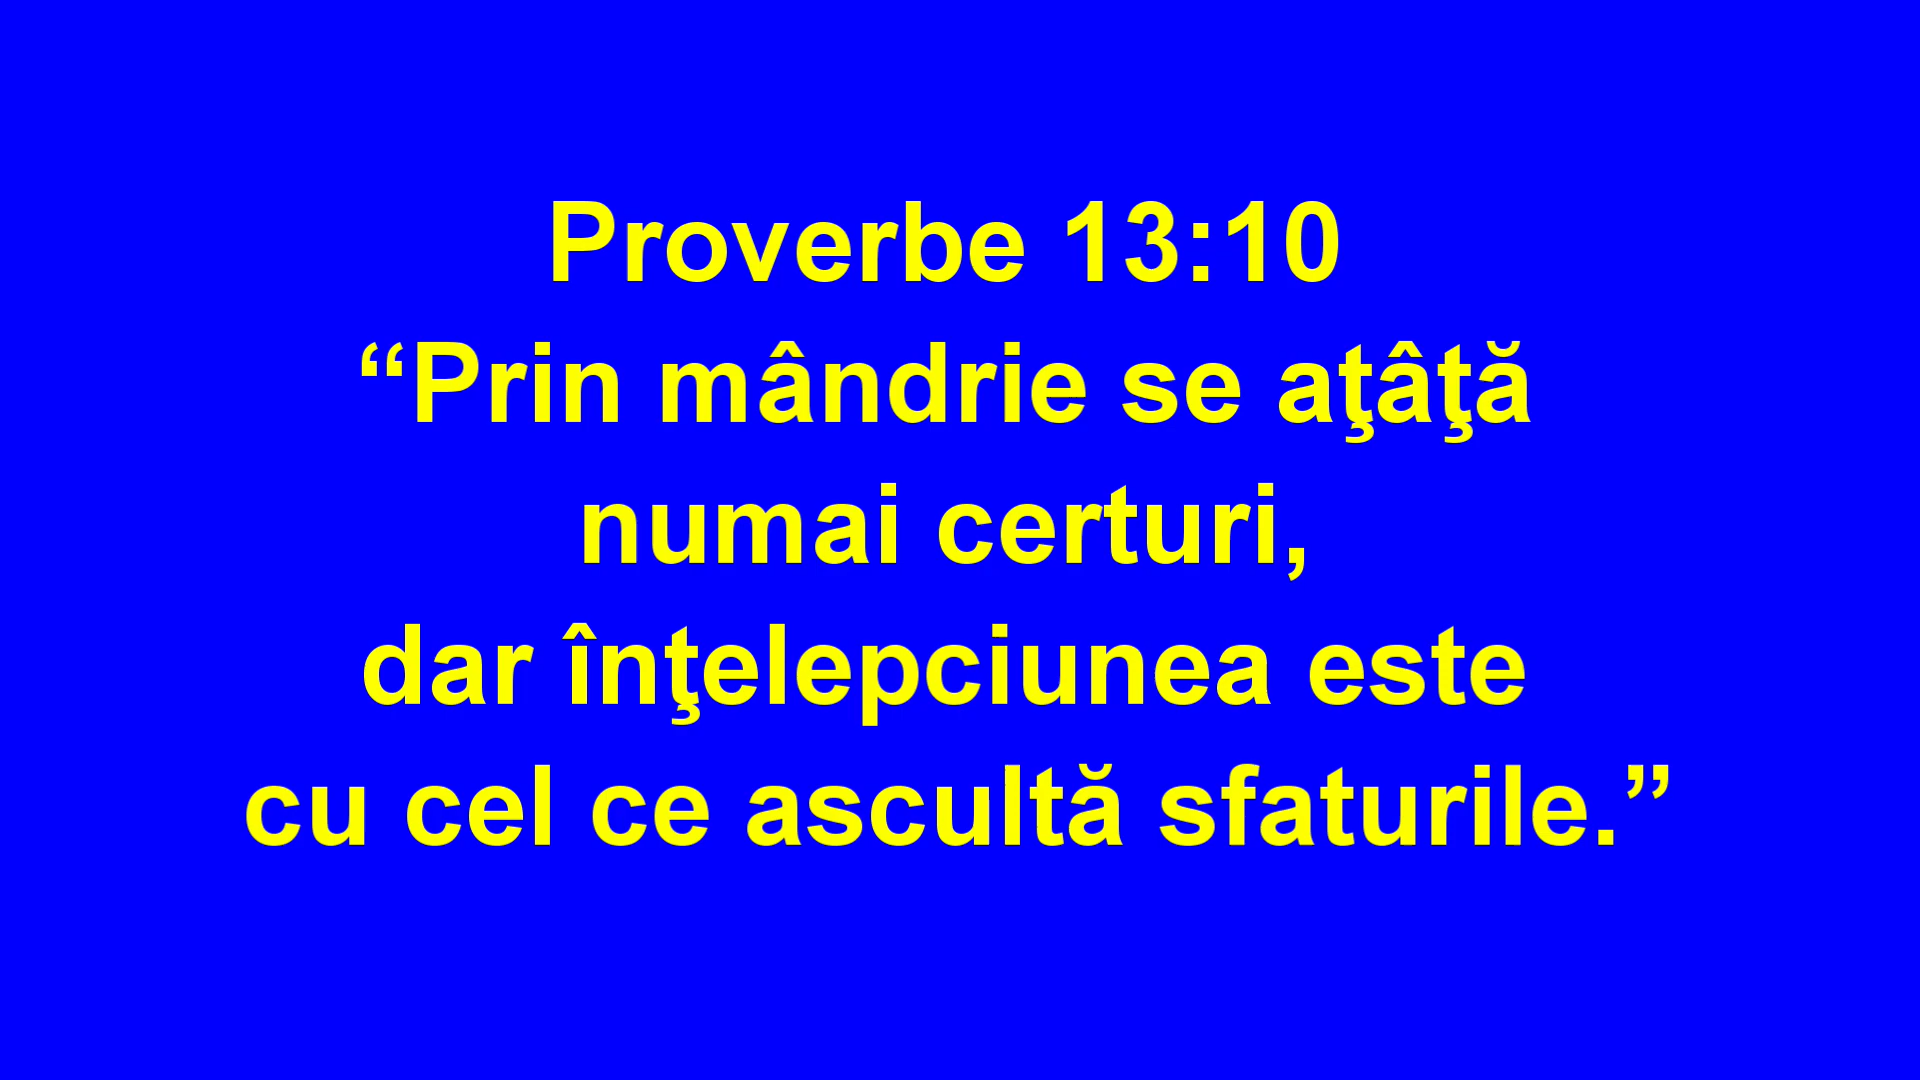 Proverbe 13:10
“Prin mândrie se aţâţă
numai certuri,
dar înţelepciunea este
cu cel ce ascultă sfaturile.”